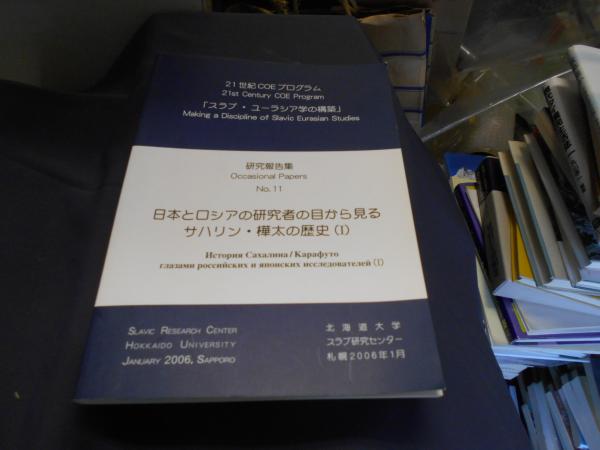 21世紀COEプログラム
21st Century COE Program
「スラブ・ユーラシア学の構築」
Making a Discipline of Slavic Eurasian Studies
研究報告集
Occasional Papers
No.11
日本とロシアの研究者の目から見る
サハリン・樺太の歴史(I)
История Сахалина/Карафуто
глазами российских и японских исследователей(I)
SLAVIC RESEARCH CENTER
HOKKAIDO UNIVERSITY
JANUARY 2006, SAPPORO
北海道大学
スラブ研究センター
札幌2006年1月